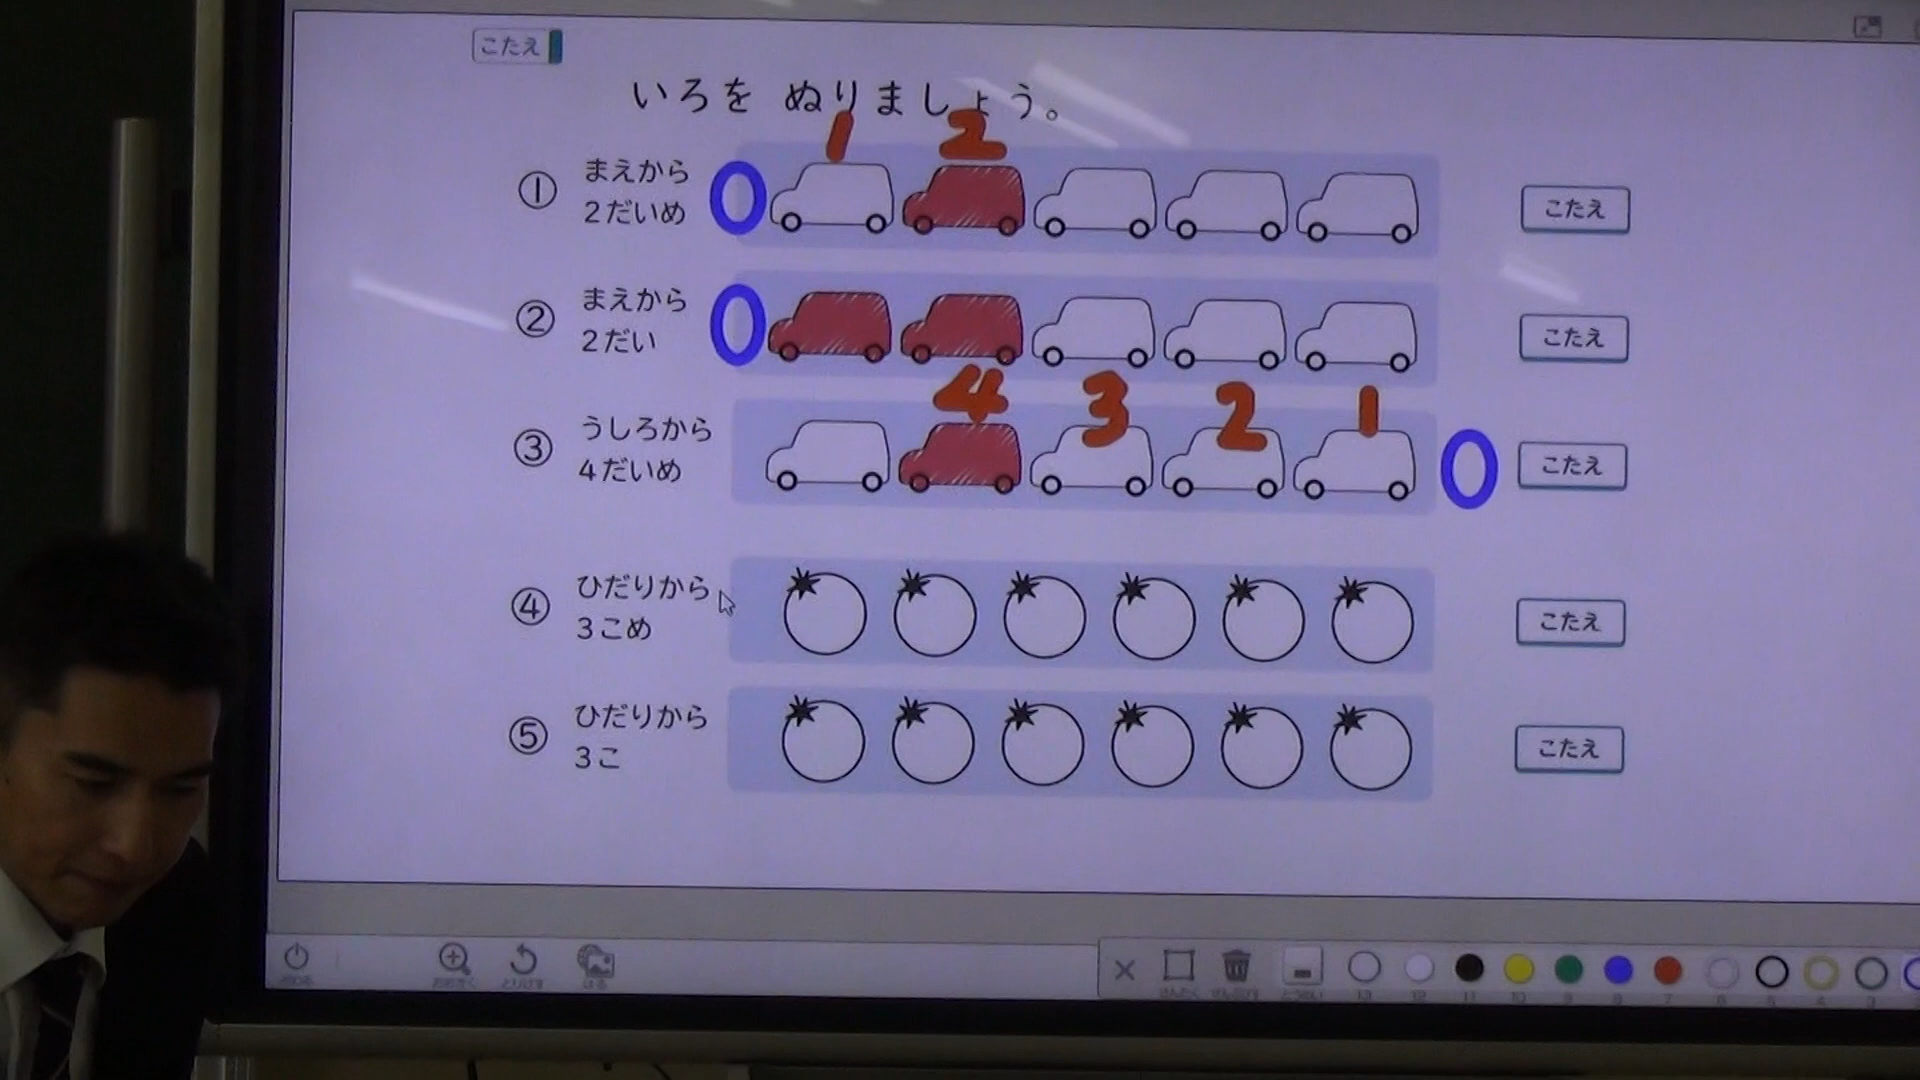 こたえ
いろを ぬりましょう。
1 2
① まえから
2だいめ
0
こたえ
② まえから
2だい
0
こたえ
4 3 2 1
③ うしろから
4だいめ
0
こたえ
④ ひだりから
3こめ
こたえ
⑤ ひだりから
3こ
こたえ